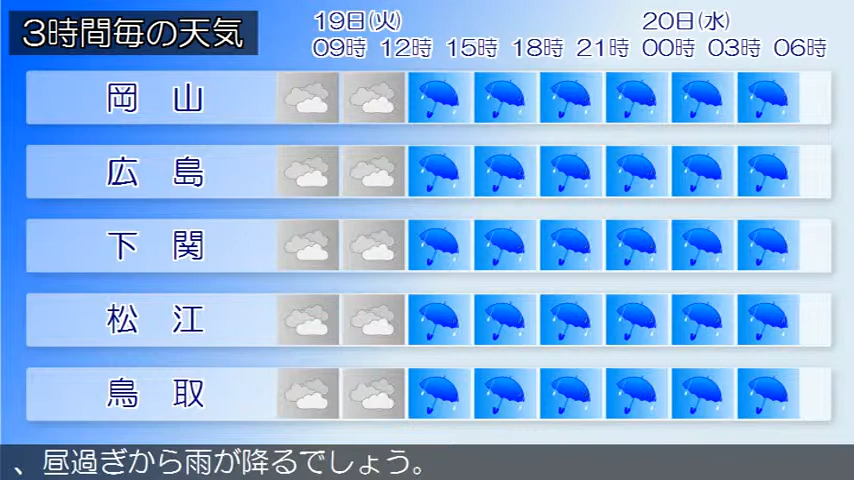 3時間毎の天気
19日(火) 20日(水)
09時 12時 15時 18時 21時 00時 03時 06時
岡山
広島
下関
松江
鳥取
、昼過ぎから雨が降るでしょう。